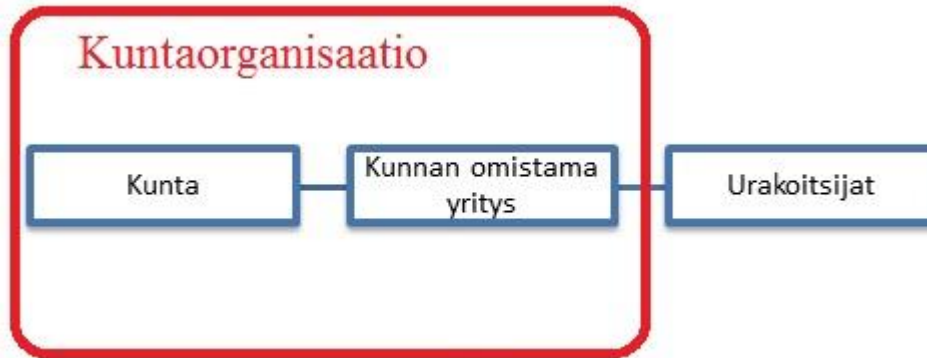 Kuntaorganisaatio
Kunta
Kunnan omistama
yritys
Urakoitsijat